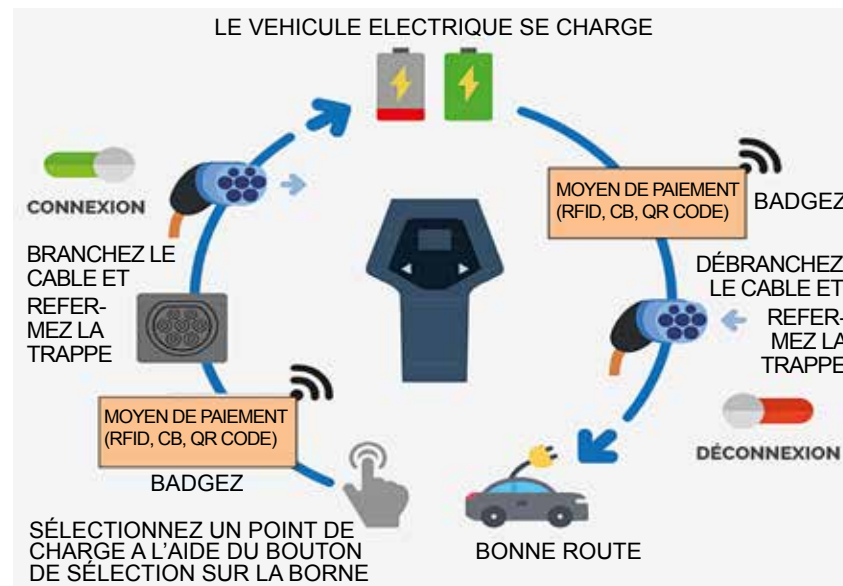 LE VEHICULE ELECTRIQUE SE CHARGE
CONNEXION
BRANCHEZ LE
CABLE ET
REFER-
MEZ LA
TRAPPE
MOYEN DE PAIEMENT
(RFID, CB, QR CODE)
BADGEZ
SÉLECTIONNEZ UN POINT DE
CHARGE A L'AIDE DU BOUTON
DE SÉLECTION SUR LA BORNE
MOYEN DE PAIEMENT
(RFID, CB, QR CODE)
BADGEZ
DÉBRANCHEZ
LE CABLE ET
REFER-
MEZ LA
TRAPPE
DÉCONNEXION
BONNE ROUTE